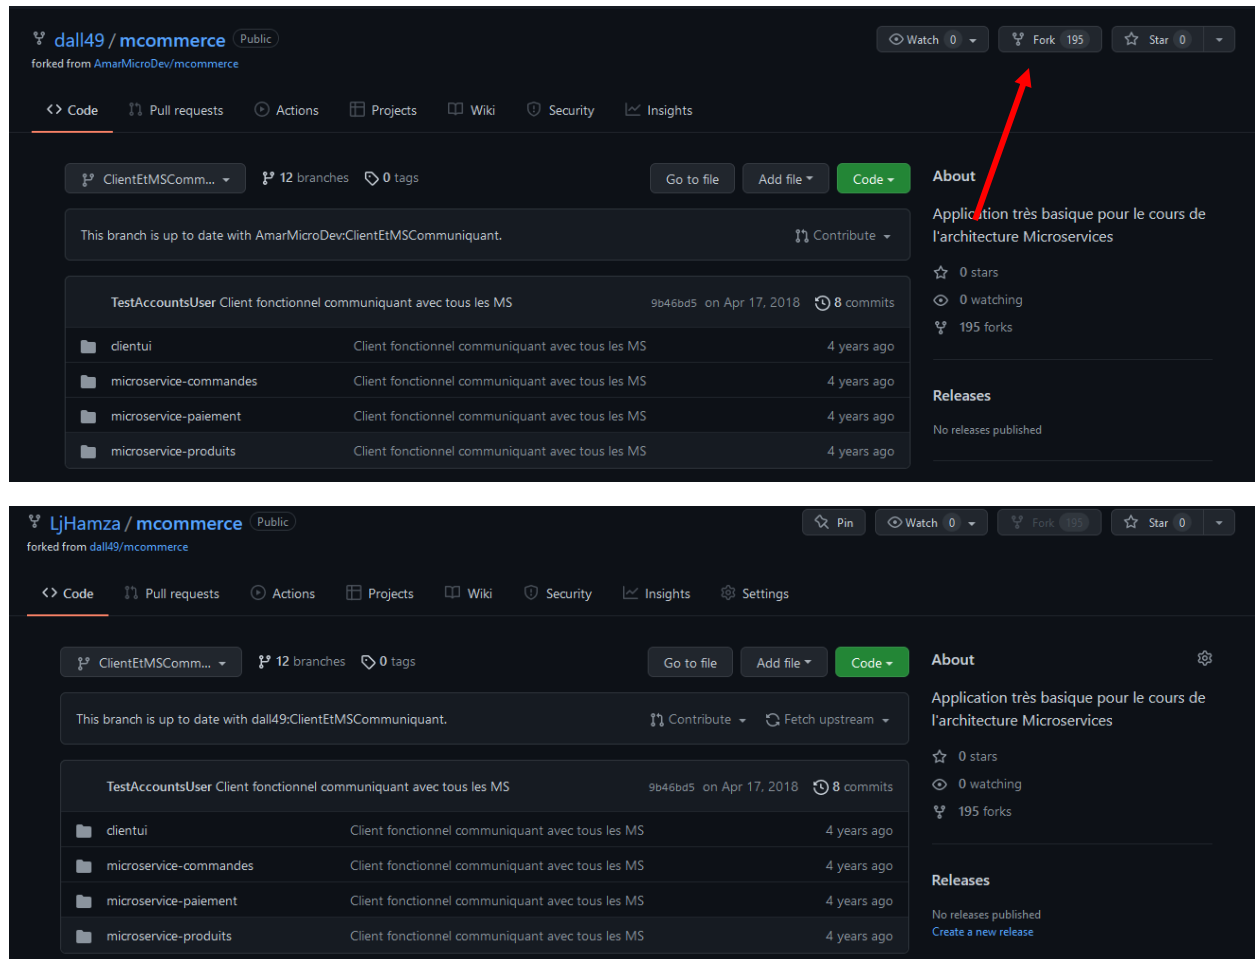 dall49 / mcommerce Public
Watch 0 Fork 195 Star 0
forked from AmarMicroDev/mcommerce
<> Code Pull requests Actions Projects Wiki Security Insights
ClientEtMSComm... 12 branches 0 tags Go to file Add file Code
About
Application très basique pour le cours de
l'architecture Microservices
This branch is up to date with AmarMicroDev:ClientEtMSCommuniquant. Contribute
0 stars
0 watching
195 forks
TestAccountsUser Client fonctionnel communiquant avec tous les MS 9b46bd5 on Apr 17, 2018 8 commits
clientui Client fonctionnel communiquant avec tous les MS 4 years ago
microservice-commandes Client fonctionnel communiquant avec tous les MS 4 years ago
microservice-paiement Client fonctionnel communiquant avec tous les MS 4 years ago
microservice-produits Client fonctionnel communiquant avec tous les MS 4 years ago
Releases
No releases published
LjHamza / mcommerce Public
Pin Watch 0 Fork 195 Star 0
forked from dall49/mcommerce
<> Code Pull requests Actions Projects Wiki Security Insights Settings
ClientEtMSComm... 12 branches 0 tags Go to file Add file Code
About
Application très basique pour le cours de
l'architecture Microservices
This branch is up to date with dall49:ClientEtMSCommuniquant. Contribute Fetch upstream
0 stars
0 watching
195 forks
TestAccountsUser Client fonctionnel communiquant avec tous les MS 9b46bd5 on Apr 17, 2018 8 commits
clientui Client fonctionnel communiquant avec tous les MS 4 years ago
microservice-commandes Client fonctionnel communiquant avec tous les MS 4 years ago
microservice-paiement Client fonctionnel communiquant avec tous les MS 4 years ago
microservice-produits Client fonctionnel communiquant avec tous les MS 4 years ago
Releases
No releases published
Create a new release